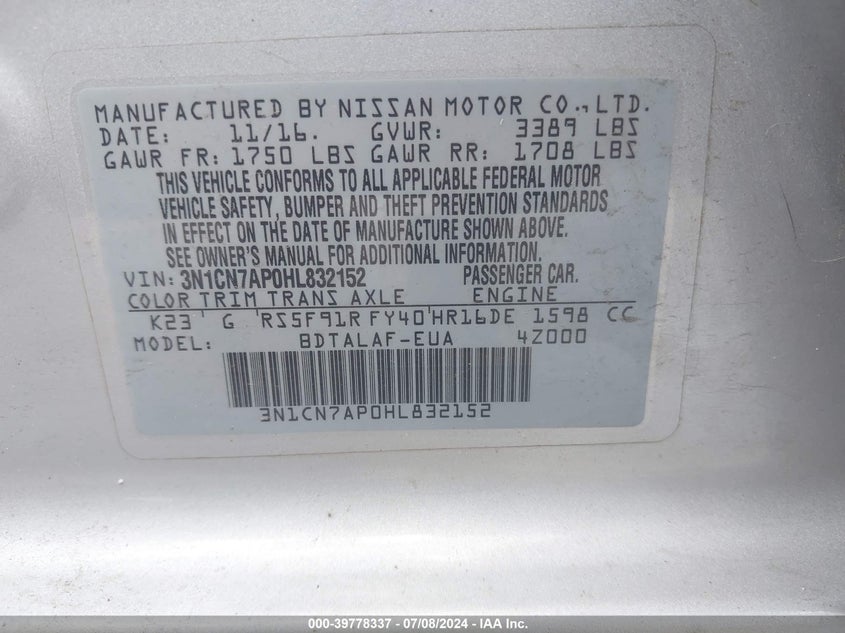 MANUFACTURED BY NISSAN MOTOR CO., LTD.
DATE: 11/16. GVWR: 3389 LBS
GAWR FR: 1750 LBS GAWR RR: 1708 LBS
THIS VEHICLE CONFORMS TO ALL APPLICABLE FEDERAL MOTOR
VEHICLE SAFETY, BUMPER AND THEFT PREVENTION STANDARDS
IN EFFECT ON THE DATE OF MANUFACTURE SHOWN ABOVE.
SEE OWNER'S MANUAL FOR ADDITIONAL INFORMATION.
VIN: 3N1CN7AP0HL832152 PASSENGER CAR.
COLOR TRIM TRANS AXLE ENGINE
K23 G RS5F91R FY40 HR16DE 1598 CC
MODEL: BDTALAF-EUA 4Z000
3N1CN7AP0HL832152
000-39778337 - 07/08/2024 - IAA Inc.